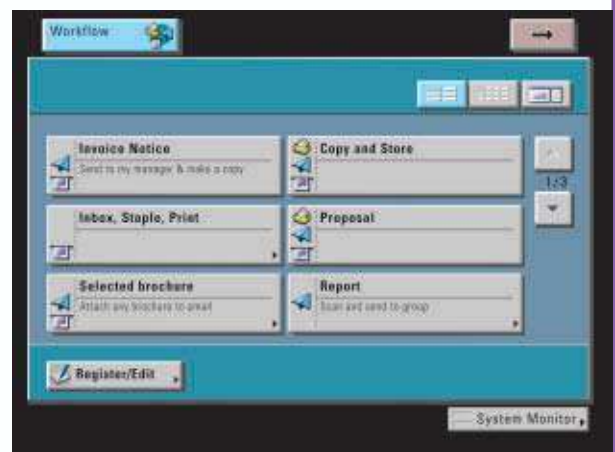 Workflow
Invoice Notice
Send to my manager & make a copy
Copy and Store
1/3
Inbox, Staple, Print
Proposal
Selected brochure
Attach any brochure to email
Report
Scan and send to group
Register/Edit
System Monitor